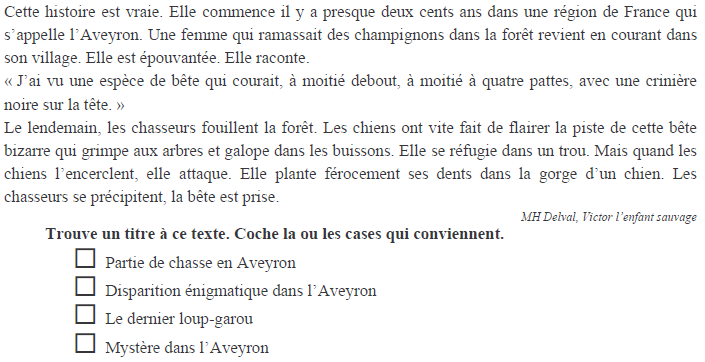 Cette histoire est vraie. Elle commence il y a presque deux cents ans dans une région de France qui
s’appelle l’Aveyron. Une femme qui ramassait des champignons dans la forêt revient en courant dans
son village. Elle est épouvantée. Elle raconte.
« J’ai vu une espèce de bête qui courait, à moitié debout, à moitié à quatre pattes, avec une crinière
noire sur la tête. »
Le lendemain, les chasseurs fouillent la forêt. Les chiens ont vite fait de flairer la piste de cette bête
bizarre qui grimpe aux arbres et galope dans les buissons. Elle se réfugie dans un trou. Mais quand les
chiens l’encerclent, elle attaque. Elle plante férocement ses dents dans la gorge d’un chien. Les
chasseurs se précipitent, la bête est prise.
MH Delval, Victor l’enfant sauvage
Trouve un titre à ce texte. Coche la ou les cases qui conviennent.
Partie de chasse en Aveyron
Disparition énigmatique dans l’Aveyron
Le dernier loup-garou
Mystère dans l’Aveyron